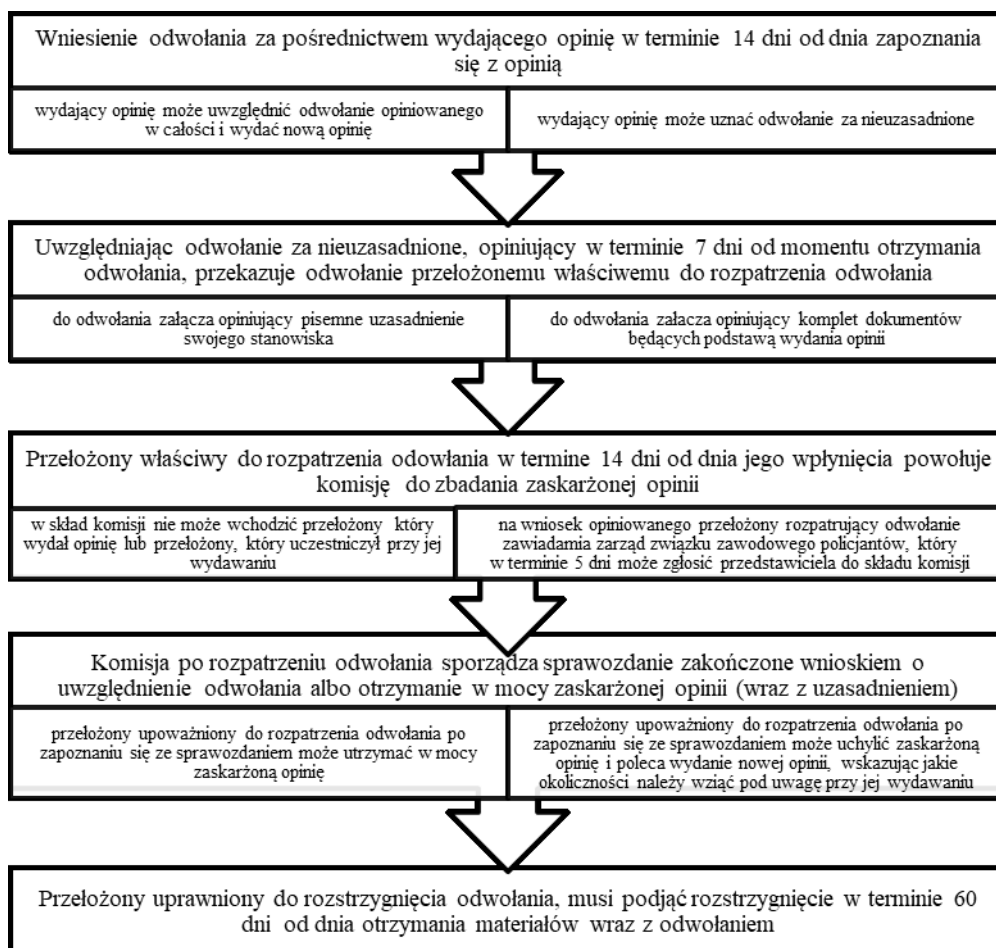 Wniesienie odwołania za pośrednictwem wydającego opinię w terminie 14 dni od dnia zapoznania
się z opinią
wydający opinię może uwzględnić odwołanie opiniowanego
w całości i wydać nową opinię
wydający opinię może uznać odwołanie za nieuzasadnione
Uwzględniając odwołanie za nieuzasadnione, opiniujący w terminie 7 dni od momentu otrzymania
odwołania, przekazuje odwołanie przełożonemu właściwemu do rozpatrzenia odwołania
do odwołania załącza opiniujący pisemne uzasadnienie
swojego stanowiska
do odwołania załacza opiniujący komplet dokumentów
będących podstawą wydania opinii
Przełożony właściwy do rozpatrzenia odowłania w termine 14 dni od dnia jego wpłynięcia powołuje
komisję do zbadania zaskarżonej opinii
w skład komisji nie może wchodzić przełożony który
wydał opinię lub przełożony, który uczestniczył przy jej
wydawaniu
na wniosek opiniowanego przełożony rozpatrujący odwołanie
zawiadamia zarząd związku zawodowego policjantów, który
w terminie 5 dni może zgłosić przedstawiciela do składu komisji
Komisja po rozpatrzeniu odwołania sporządza sprawozdanie zakończone wnioskiem o
uwzględnienie odwołania albo otrzymanie w mocy zaskarżonej opinii (wraz z uzasadnieniem)
przełożony upoważniony do rozpatrzenia odwołania po
zapoznaniu się ze sprawozdaniem może utrzymać w mocy
zaskarżoną opinię
przełożony upoważniony do rozpatrzenia odwołania po
zapoznaniu się ze sprawozdaniem może uchylić zaskarżoną
opinię i poleca wydanie nowej opinii, wskazując jakie
okoliczności należy wziąć pod uwagę przy jej wydawaniu
Przełożony uprawniony do rozstrzygnięcia odwołania, musi podjąć rozstrzygnięcie w terminie 60
dni od dnia otrzymania materiałów wraz z odwołaniem